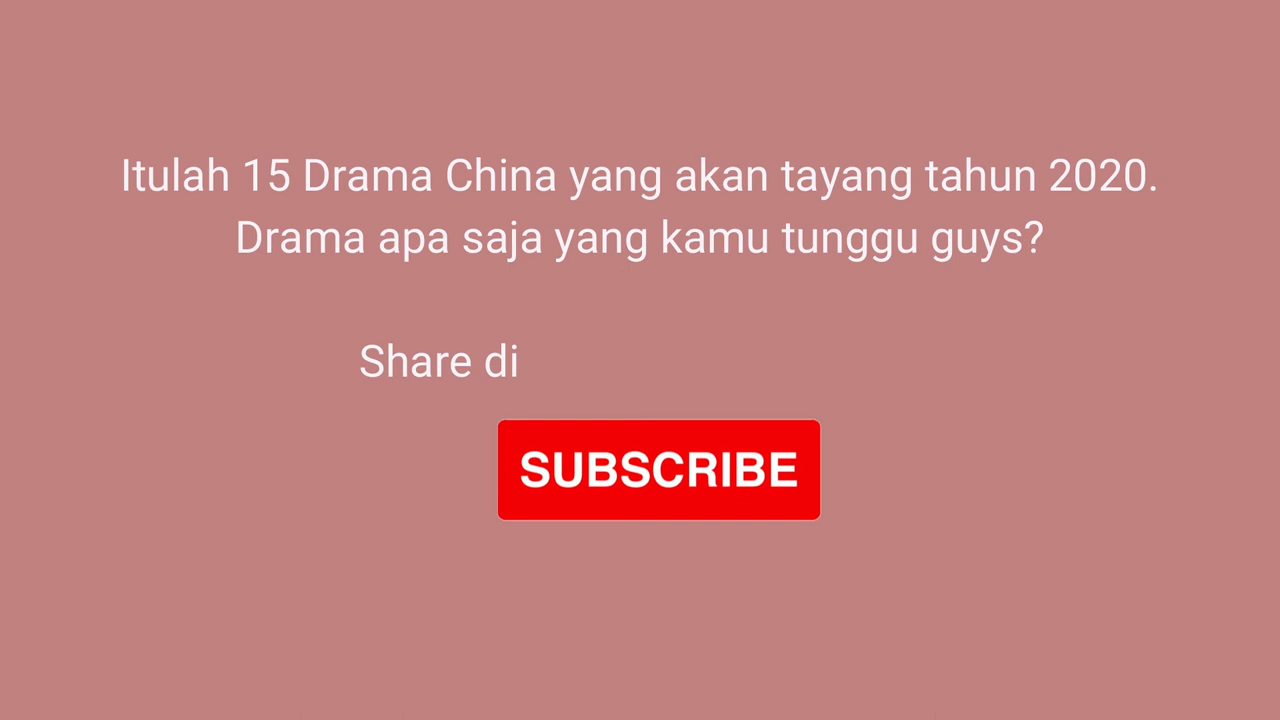 Itulah 15 Drama China yang akan tayang tahun 2020.
Drama apa saja yang kamu tunggu guys?
Share di
SUBSCRIBE